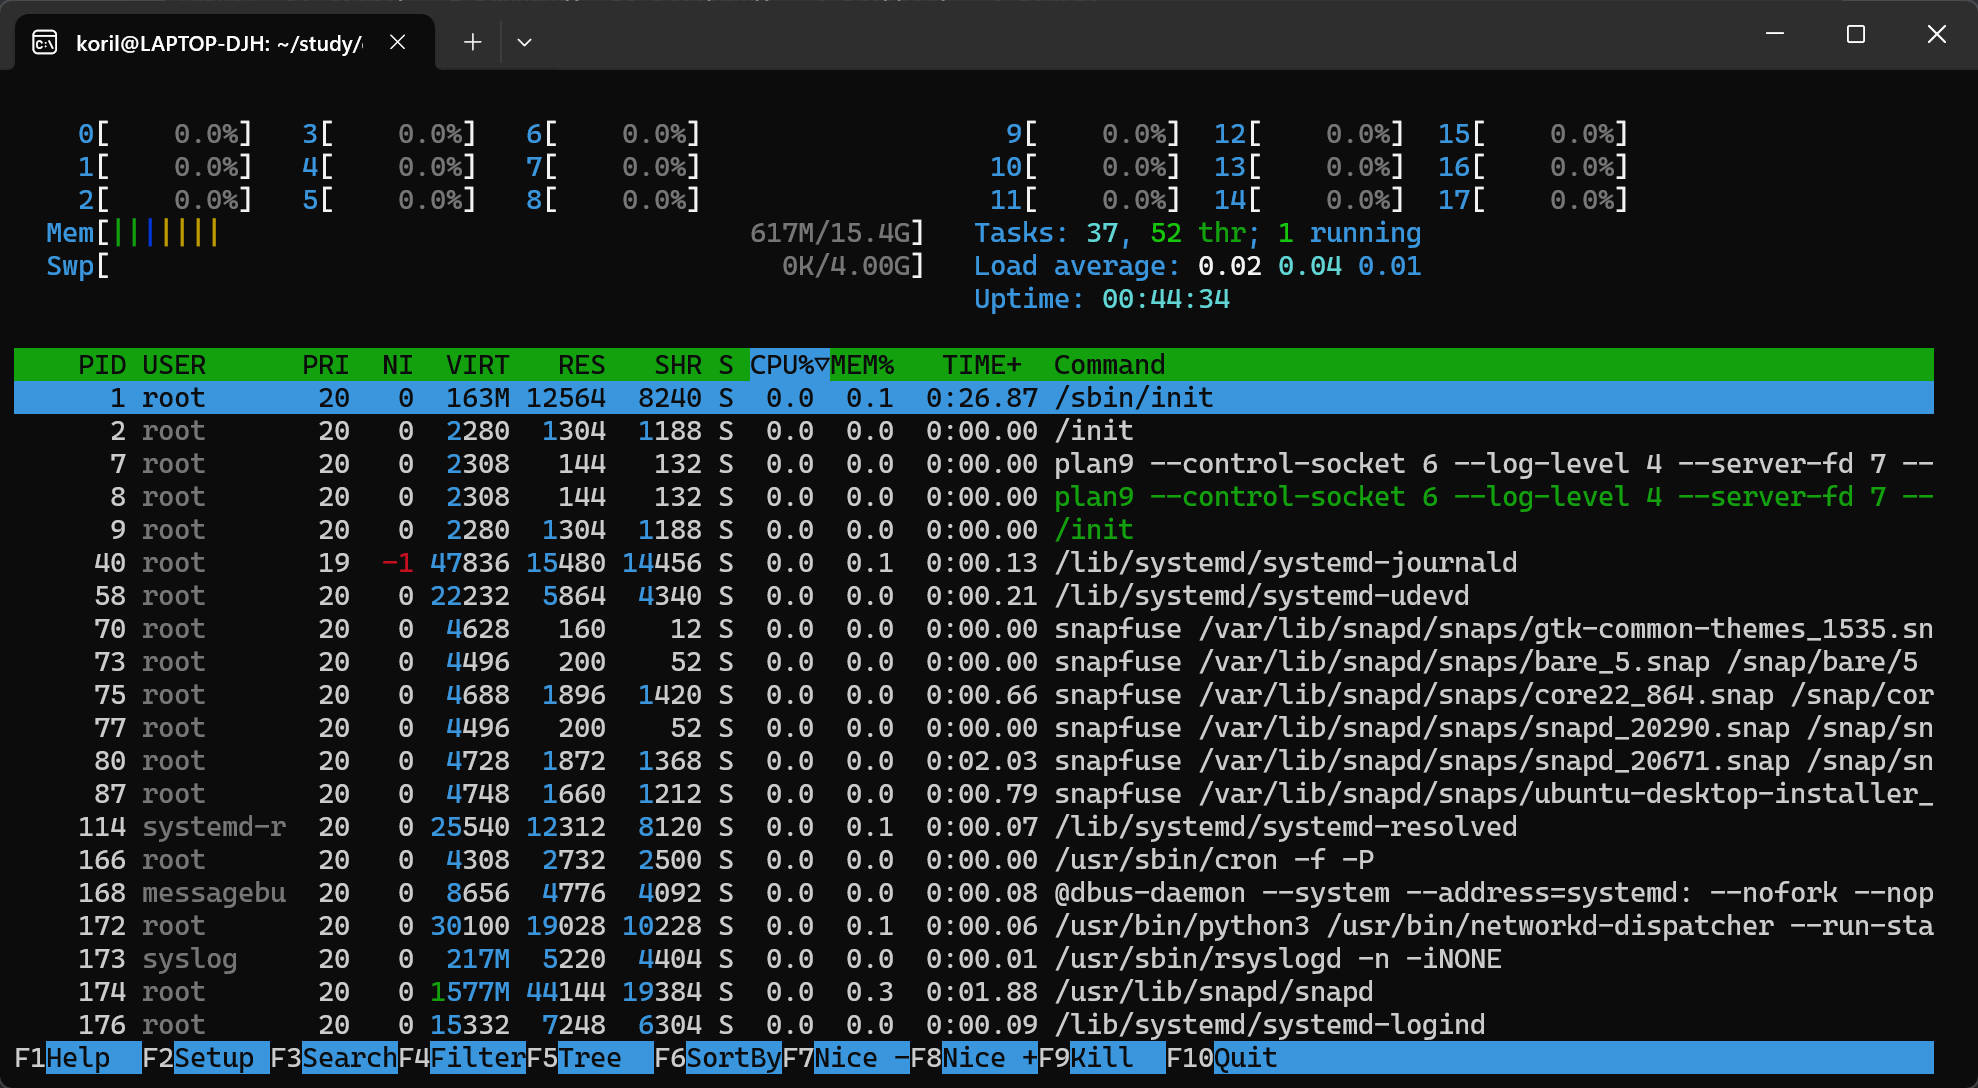 koril@LAPTOP-DJH: ~/study/
0[ 0.0%] 3[ 0.0%] 6[ 0.0%] 9[ 0.0%] 12[ 0.0%] 15[ 0.0%]
1[ 0.0%] 4[ 0.0%] 7[ 0.0%] 10[ 0.0%] 13[ 0.0%] 16[ 0.0%]
2[ 0.0%] 5[ 0.0%] 8[ 0.0%] 11[ 0.0%] 14[ 0.0%] 17[ 0.0%]
Mem[||||||| 617M/15.4G] Tasks: 37, 52 thr; 1 running
Swp[ 0K/4.00G] Load average: 0.02 0.04 0.01
Uptime: 00:44:34
PID USER PRI NI VIRT RES SHR S CPU%▽MEM% TIME+ Command
1 root 20 0 163M 12564 8240 S 0.0 0.1 0:26.87 /sbin/init
2 root 20 0 2280 1304 1188 S 0.0 0.0 0:00.00 /init
7 root 20 0 2308 144 132 S 0.0 0.0 0:00.00 plan9 --control-socket 6 --log-level 4 --server-fd 7 --
8 root 20 0 2308 144 132 S 0.0 0.0 0:00.00 plan9 --control-socket 6 --log-level 4 --server-fd 7 --
9 root 20 0 2280 1304 1188 S 0.0 0.0 0:00.00 /init
40 root 19 -1 47836 15480 14456 S 0.0 0.1 0:00.13 /lib/systemd/systemd-journald
58 root 20 0 22232 5864 4340 S 0.0 0.0 0:00.21 /lib/systemd/systemd-udevd
70 root 20 0 4628 160 12 S 0.0 0.0 0:00.00 snapfuse /var/lib/snapd/snaps/gtk-common-themes_1535.sn
73 root 20 0 4496 200 52 S 0.0 0.0 0:00.00 snapfuse /var/lib/snapd/snaps/bare_5.snap /snap/bare/5
75 root 20 0 4688 1896 1420 S 0.0 0.0 0:00.66 snapfuse /var/lib/snapd/snaps/core22_864.snap /snap/cor
77 root 20 0 4496 200 52 S 0.0 0.0 0:00.00 snapfuse /var/lib/snapd/snaps/snapd_20290.snap /snap/sn
80 root 20 0 4728 1872 1368 S 0.0 0.0 0:02.03 snapfuse /var/lib/snapd/snaps/snapd_20671.snap /snap/sn
87 root 20 0 4748 1660 1212 S 0.0 0.0 0:00.79 snapfuse /var/lib/snapd/snaps/ubuntu-desktop-installer_
114 systemd-r 20 0 25540 12312 8120 S 0.0 0.1 0:00.07 /lib/systemd/systemd-resolved
166 root 20 0 4308 2732 2500 S 0.0 0.0 0:00.00 /usr/sbin/cron -f -P
168 messagebu 20 0 8656 4776 4092 S 0.0 0.0 0:00.08 @dbus-daemon --system --address=systemd: --nofork --nop
172 root 20 0 30100 19028 10228 S 0.0 0.1 0:00.06 /usr/bin/python3 /usr/bin/networkd-dispatcher --run-sta
173 syslog 20 0 217M 5220 4404 S 0.0 0.0 0:00.01 /usr/sbin/rsyslogd -n -iNONE
174 root 20 0 1577M 44144 19384 S 0.0 0.3 0:01.88 /usr/lib/snapd/snapd
176 root 20 0 15332 7248 6304 S 0.0 0.0 0:00.09 /lib/systemd/systemd-logind
F1Help F2Setup F3SearchF4FilterF5Tree F6SortByF7Nice -F8Nice +F9Kill F10Quit